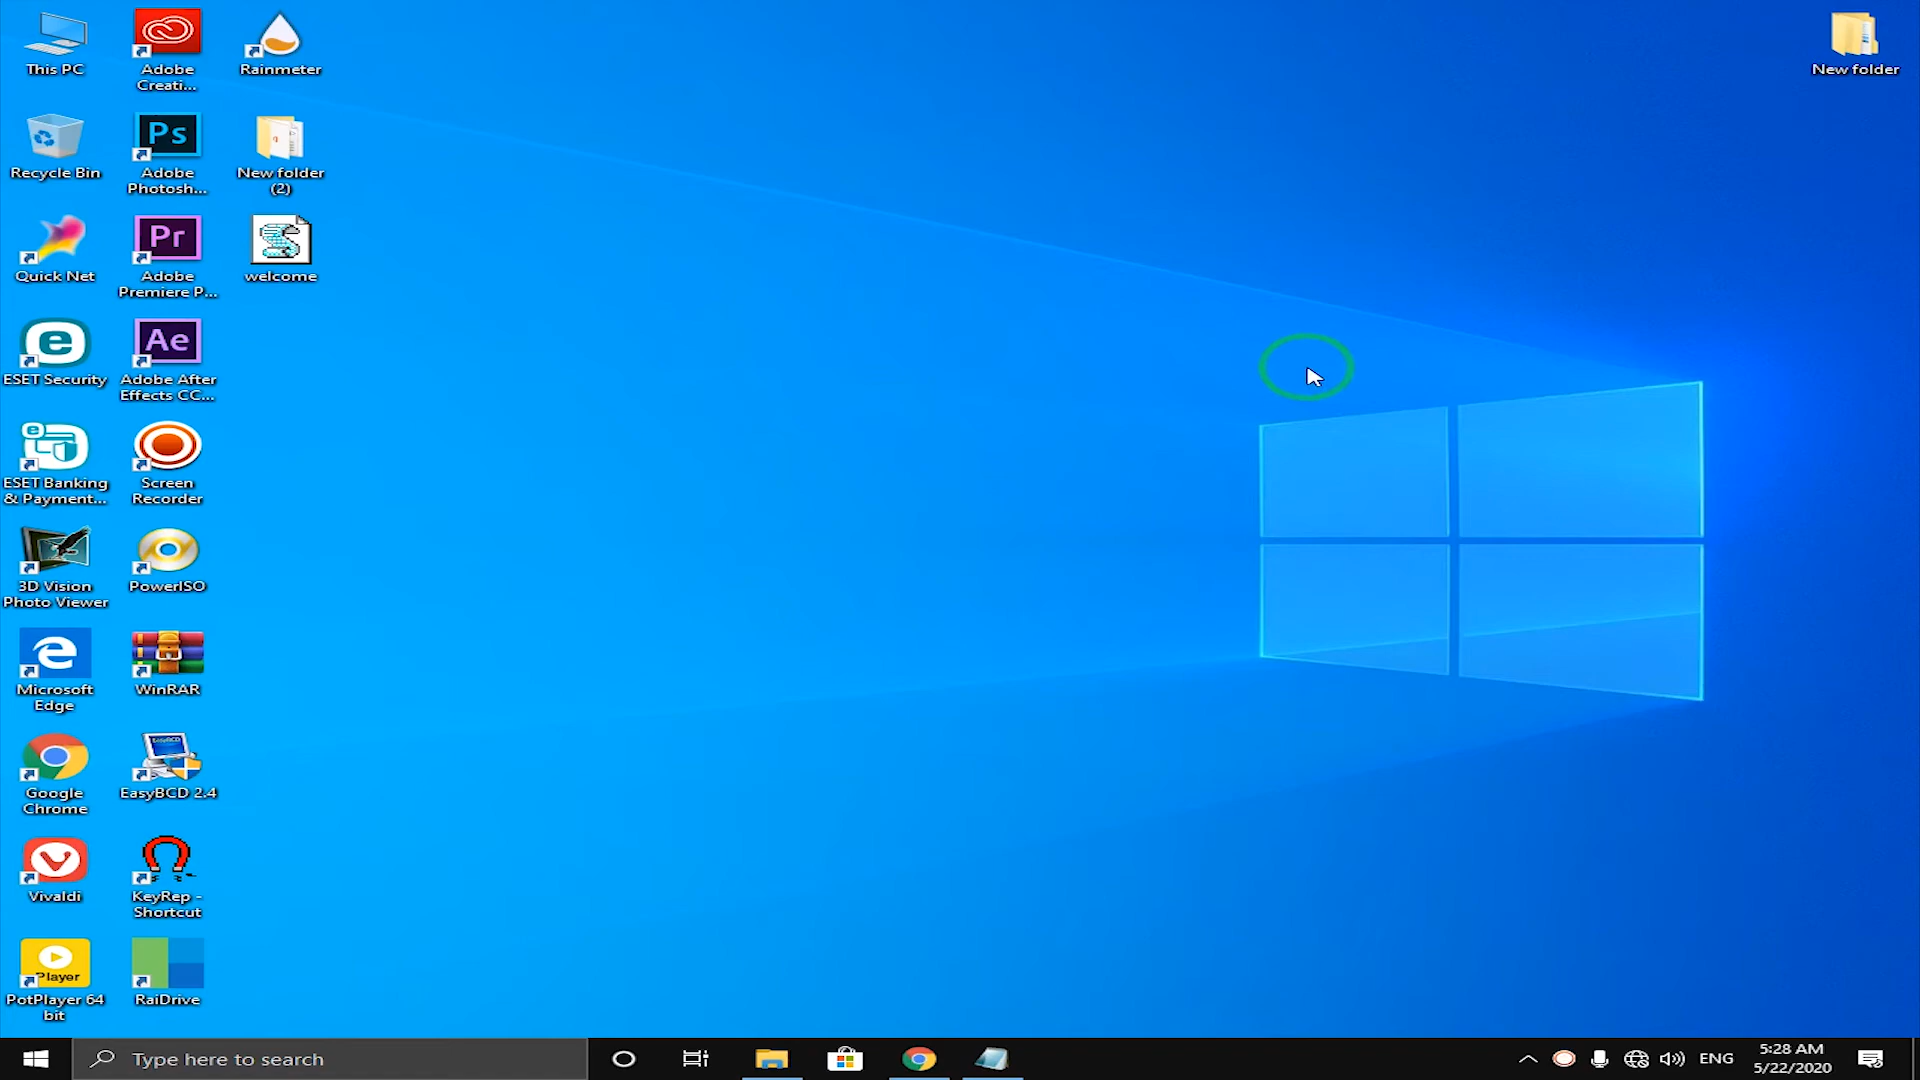 This PC
Adobe
Creati...
Rainmeter
New folder
Recycle Bin
Ps
Adobe
Photosh...
New folder
(2)
Quick Net
Pr
Adobe
Premiere P...
welcome
e
ESET Security
Ae
Adobe After
Effects CC...
e
ESET Banking
& Payment...
Screen
Recorder
3D Vision
Photo Viewer
PowerISO
Microsoft
Edge
WinRAR
Google
Chrome
EasyBCD
EasyBCD 2.4
Vivaldi
KeyRep -
Shortcut
Player
PotPlayer 64
bit
RaiDrive
Type here to search
ENG
5:28 AM
5/22/2020